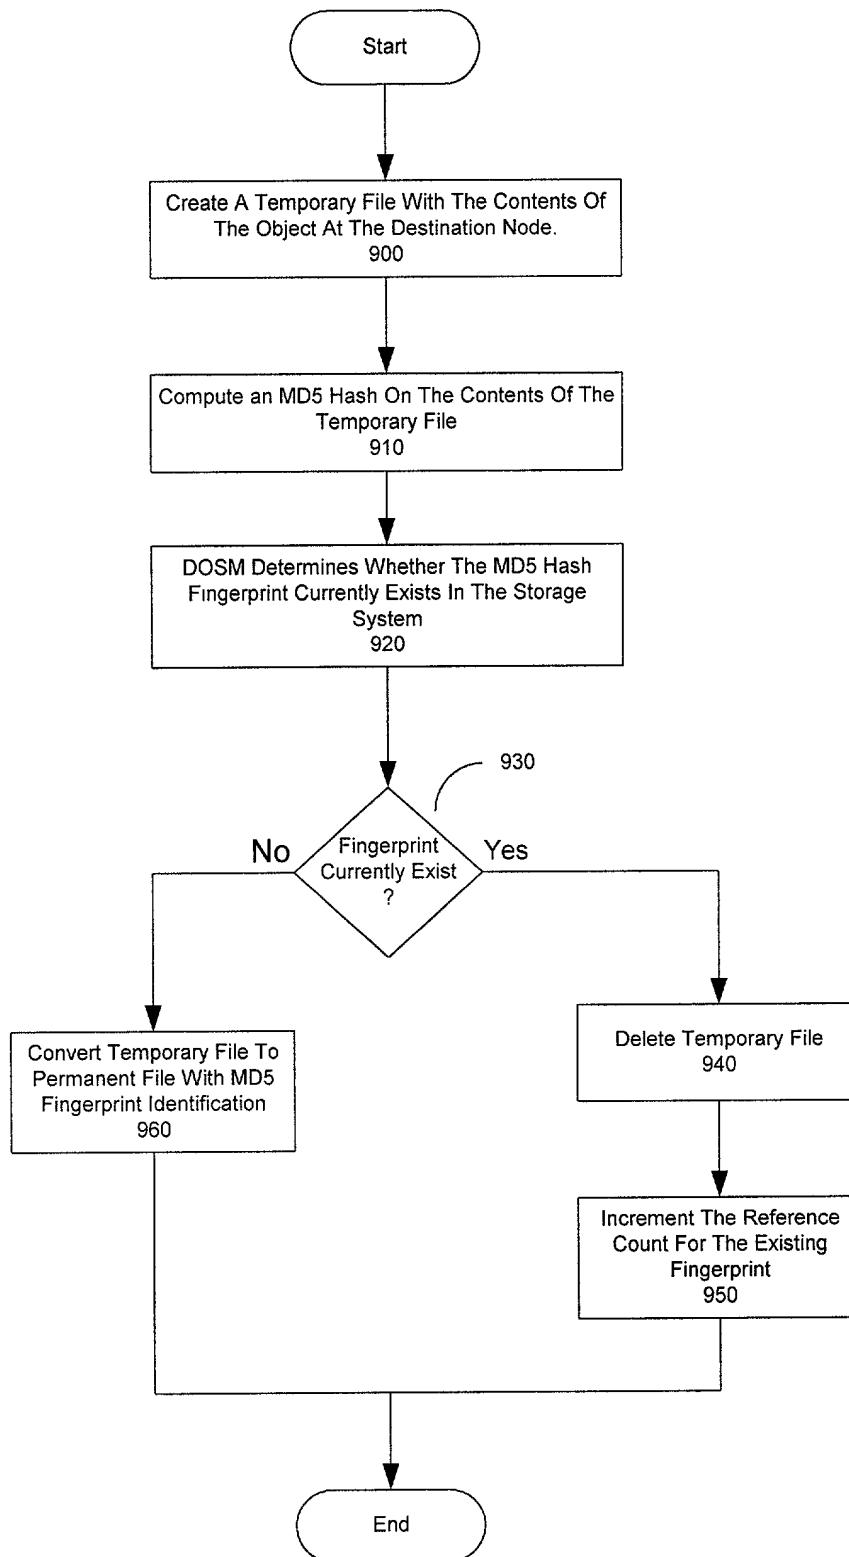 Start
Create A Temporary File With The Contents Of
The Object At The Destination Node.
900
Compute an MD5 Hash On The Contents Of The
Temporary File
910
DOSM Determines Whether The MD5 Hash
Fingerprint Currently Exists In The Storage
System
920
930
No
Fingerprint
Currently Exist
?
Yes
Convert Temporary File To
Permanent File With MD5
Fingerprint Identification
960
Delete Temporary File
940
Increment The Reference
Count For The Existing
Fingerprint
950
End